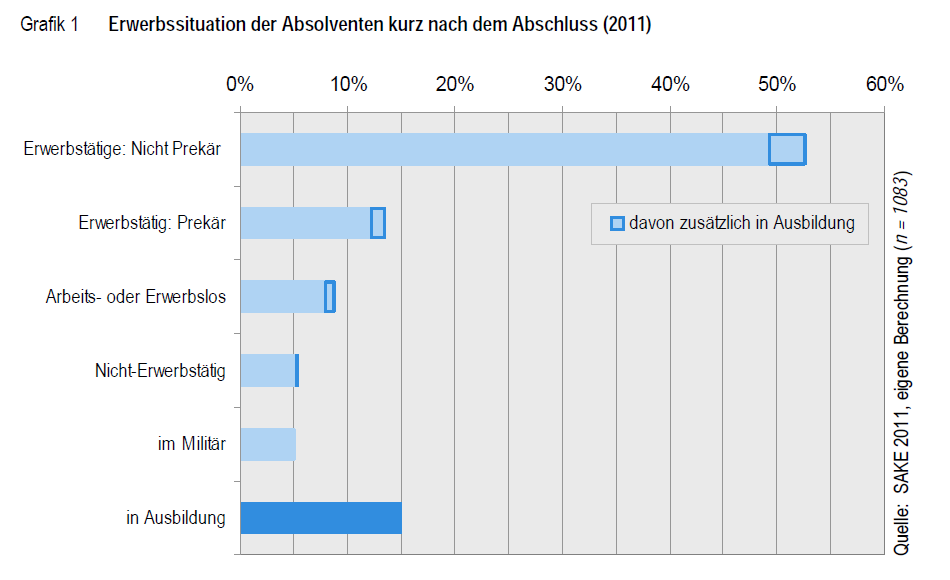 Grafik 1 Erwerbssituation der Absolventen kurz nach dem Abschluss (2011)
0% 10% 20% 30% 40% 50% 60%
Erwerbstätige: Nicht Prekär
Erwerbstätig: Prekär
davon zusätzlich in Ausbildung
Arbeits- oder Erwerbslos
Nicht-Erwerbstätig
im Militär
in Ausbildung
Quelle: SAKE 2011, eigene Berechnung (n = 1083)